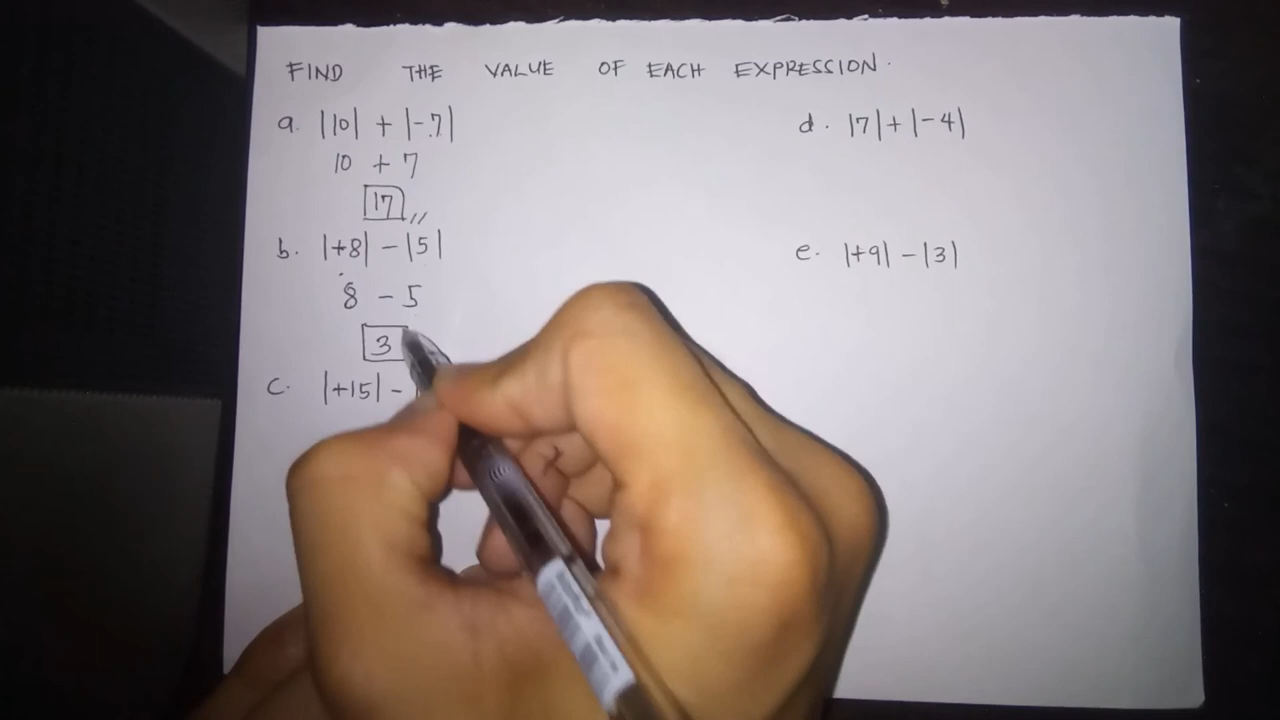 FIND THE VALUE OF EACH EXPRESSION.
a. |10| + |-7|
10 + 7
17
b. |+8| - |5|
8 - 5
3
c. |+15| -
d. |7| + |-4|
e. |+9| - |3|